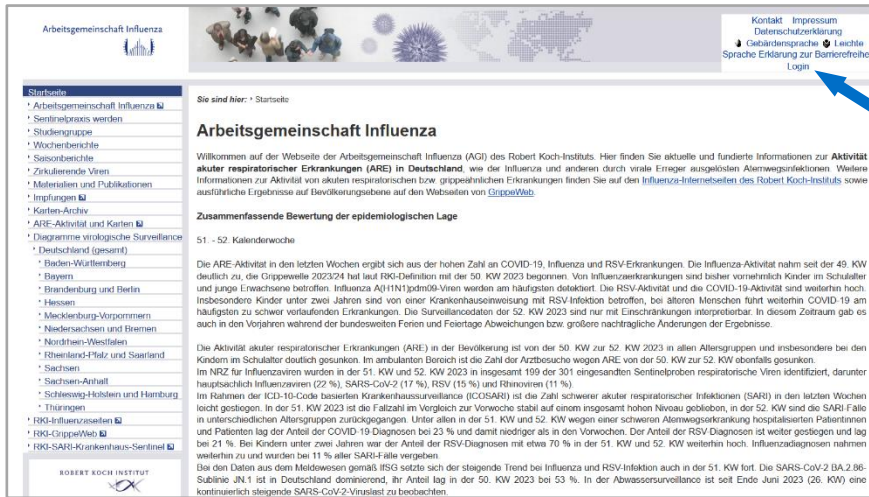 Arbeitsgemeinschaft Influenza
Kontakt Impressum
Datenschutzerklärung
Gebärdensprache Leichte
Sprache Erklärung zur Barrierefreihe
Login
Startseite
Arbeitsgemeinschaft Influenza
Sentinelpraxis werden
Studiengruppe
Wochenberichte
Saisonberichte
Zirkulierende Viren
Materialien und Publikationen
Impfungen
Karten-Archiv
ARE-Aktivität und Karten
Diagramme virologische Surveillance
Deutschland (gesamt)
Baden-Württemberg
Bayern
Brandenburg und Berlin
Hessen
Mecklenburg-Vorpommern
Niedersachsen und Bremen
Nordrhein-Westfalen
Rheinland-Pfalz und Saarland
Sachsen
Sachsen-Anhalt
Schleswig-Holstein und Hamburg
Thüringen
RKI-Influenzaseiten
RKI-GrippeWeb
RKI-SARI-Krankenhaus-Sentinel
ROBERT KOCH INSTITUT
Sie sind hier: Startseite
Arbeitsgemeinschaft Influenza
Willkommen auf der Webseite der Arbeitsgemeinschaft Influenza (AGI) des Robert Koch-Instituts. Hier finden Sie aktuelle und fundierte Informationen zur Aktivität
akuter respiratorischer Erkrankungen (ARE) in Deutschland, wie der Influenza und anderen durch virale Erreger ausgelösten Atemwegsinfektionen. Weitere
Informationen zur Aktivität von akuten respiratorischen bzw. grippeähnlichen Erkrankungen finden Sie auf den Influenza-Internetseiten des Robert Koch-Instituts sowie
ausführliche Ergebnisse auf Bevölkerungsebene auf den Webseiten von GrippeWeb.
Zusammenfassende Bewertung der epidemiologischen Lage
51. - 52. Kalenderwoche
Die ARE-Aktivität in den letzten Wochen ergibt sich aus der hohen Zahl an COVID-19, Influenza und RSV-Erkrankungen. Die Influenza-Aktivität nahm seit der 49. KW
deutlich zu, die Grippewelle 2023/24 hat laut RKI-Definition mit der 50. KW 2023 begonnen. Von Influenzaerkrankungen sind bisher vornehmlich Kinder im Schulalter
und junge Erwachsene betroffen. Influenza A(H1N1)pdm09-Viren werden am häufigsten detektiert. Die RSV-Aktivität und die COVID-19-Aktivität sind weiterhin hoch.
Insbesondere Kinder unter zwei Jahren sind von einer Krankenhauseinweisung mit RSV-Infektion betroffen, bei älteren Menschen führt weiterhin COVID-19 am
häufigsten zu schwer verlaufenden Erkrankungen. Die Surveillancedaten der 52. KW 2023 sind nur mit Einschränkungen interpretierbar. In diesem Zeitraum gab es
auch in den Vorjahren während der bundesweiten Ferien und Feiertage Abweichungen bzw. größere nachträgliche Änderungen der Ergebnisse.
Die Aktivität akuter respiratorischer Erkrankungen (ARE) in der Bevölkerung ist von der 50. KW zur 52. KW 2023 in allen Altersgruppen und insbesondere bei den
Kindern im Schulalter deutlich gesunken. Im ambulanten Bereich ist die Zahl der Arztbesuche wegen ARE von der 50. KW zur 52. KW ebenfalls gesunken.
Im NRZ für Influenzaviren wurden in der 51. KW und 52. KW 2023 in insgesamt 199 der 301 eingesandten Sentinelproben respiratorische Viren identifiziert, darunter
hauptsächlich Influenzaviren (22 %), SARS-CoV-2 (17 %), RSV (15 %) und Rhinoviren (11 %).
Im Rahmen der ICD-10-Code basierten Krankenhaussurveillance (ICOSARI) ist die Zahl schwerer akuter respiratorischer Infektionen (SARI) in den letzten Wochen
leicht gestiegen. In der 51. KW 2023 ist die Fallzahl im Vergleich zur Vorwoche stabil auf einem insgesamt hohen Niveau geblieben, in der 52. KW sind die SARI-Fälle
in unterschiedlichen Altersgruppen zurückgegangen. Unter allen in der 51. KW und 52. KW wegen einer schweren Atemwegserkrankung hospitalisierten Patientinnen
und Patienten lag der Anteil der COVID-19-Diagnosen bei 23 % und damit niedriger als in den Vorwochen. Der Anteil der RSV-Diagnosen ist weiter gestiegen und lag
bei 21 %. Bei Kindern unter zwei Jahren war der Anteil der RSV-Diagnosen mit etwa 70 % in der 51. KW und 52. KW weiterhin hoch. Influenzadiagnosen nahmen
weiterhin zu und wurden bei 11 % aller SARI-Fälle vergeben.
Bei den Daten aus dem Meldewesen gemäß IfSG setzte sich der steigende Trend bei Influenza und RSV-Infektion auch in der 51. KW fort. Die SARS-CoV-2 BA.2.86-
Sublinie JN.1 ist in Deutschland dominierend, ihr Anteil lag in der 50. KW 2023 bei 53 %. In der Abwassersurveillance ist seit Ende Juni 2023 (26. KW) eine
kontinuierlich steigende SARS-CoV-2-Viruslast zu beobachten.